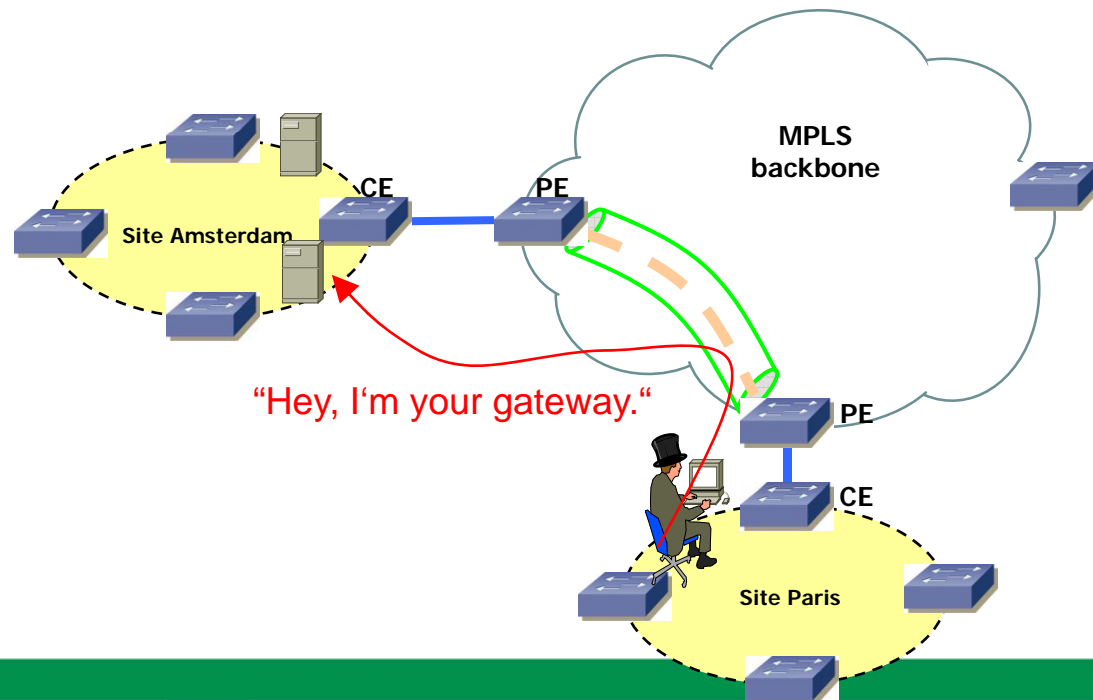 MPLS
backbone
CE
PE
Site Amsterdam
“Hey, I‘m your gateway.“
PE
CE
Site Paris